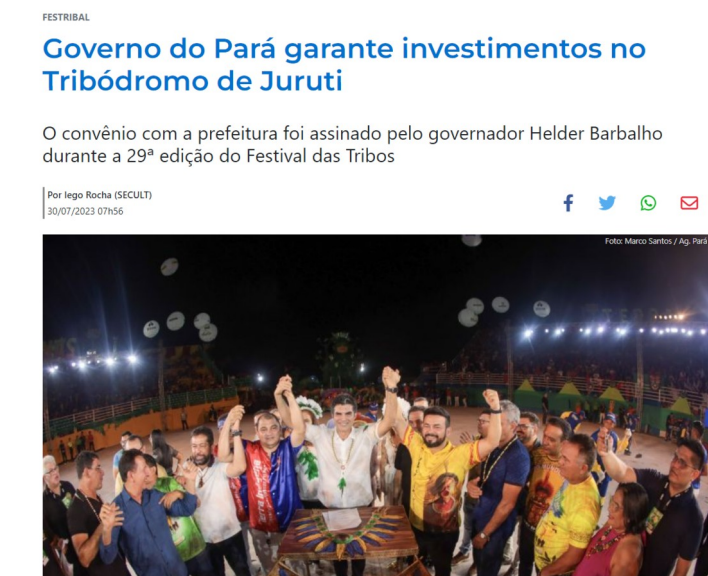 FESTRIBAL
Governo do Pará garante investimentos no
Tribódromo de Juruti
O convênio com a prefeitura foi assinado pelo governador Helder Barbalho
durante a 29ª edição do Festival das Tribos
Por Iego Rocha (SECULT)
30/07/2023 07h56
Foto: Marco Santos / Ag. Pará